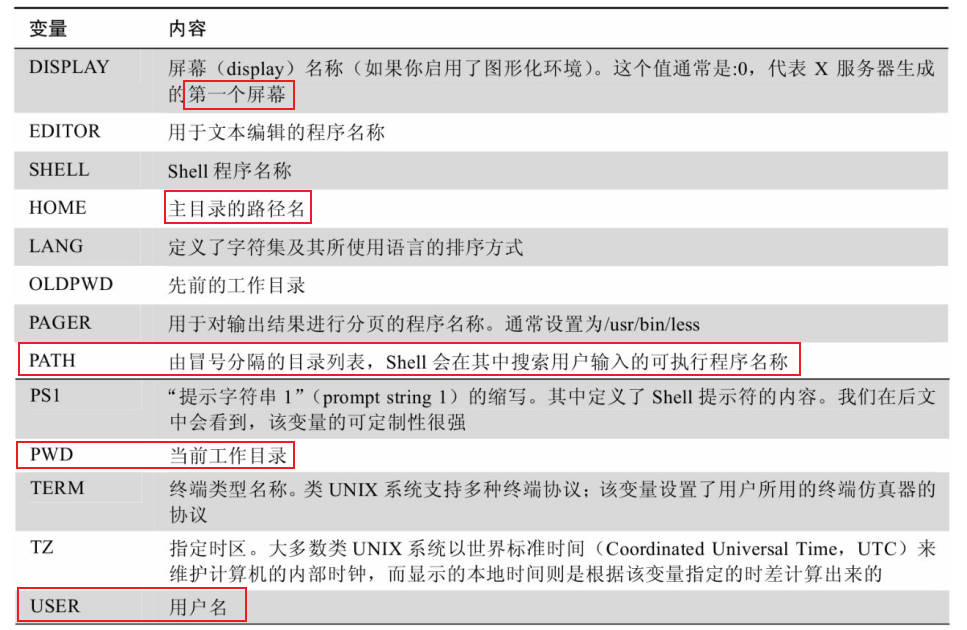 变量 内容
DISPLAY 屏幕（display）名称（如果你启用了图形化环境）。这个值通常是:0，代表 X 服务器生成
的第一个屏幕
EDITOR 用于文本编辑的程序名称
SHELL Shell 程序名称
HOME 主目录的路径名
LANG 定义了字符集及其所使用语言的排序方式
OLDPWD 先前的工作目录
PAGER 用于对输出结果进行分页的程序名称。通常设置为/usr/bin/less
PATH 由冒号分隔的目录列表，Shell 会在其中搜索用户输入的可执行程序名称
PS1 “提示字符串 1”（prompt string 1）的缩写。其中定义了 Shell 提示符的内容。我们在后文
中会看到，该变量的可定制性很强
PWD 当前工作目录
TERM 终端类型名称。类 UNIX 系统支持多种终端协议；该变量设置了用户所用的终端仿真器的
协议
TZ 指定时区。大多数类 UNIX 系统以世界标准时间（Coordinated Universal Time，UTC）来
维护计算机的内部时钟，而显示的本地时间则是根据该变量指定的时差计算出来的
USER 用户名